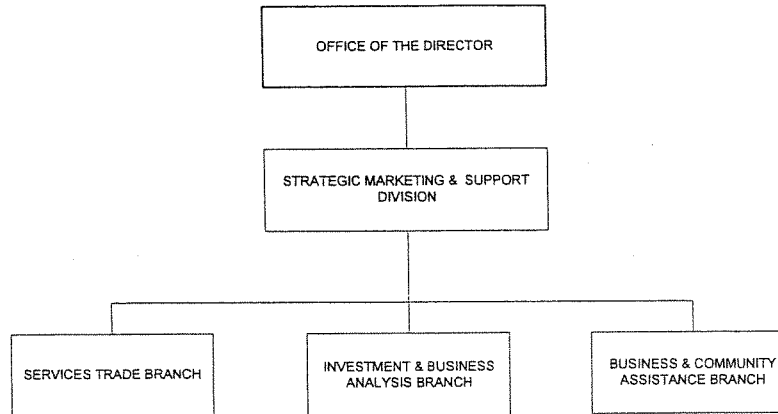 OFFICE OF THE DIRECTOR
STRATEGIC MARKETING & SUPPORT
DIVISION
SERVICES TRADE BRANCH
INVESTMENT & BUSINESS
ANALYSIS BRANCH
BUSINESS & COMMUNITY
ASSISTANCE BRANCH